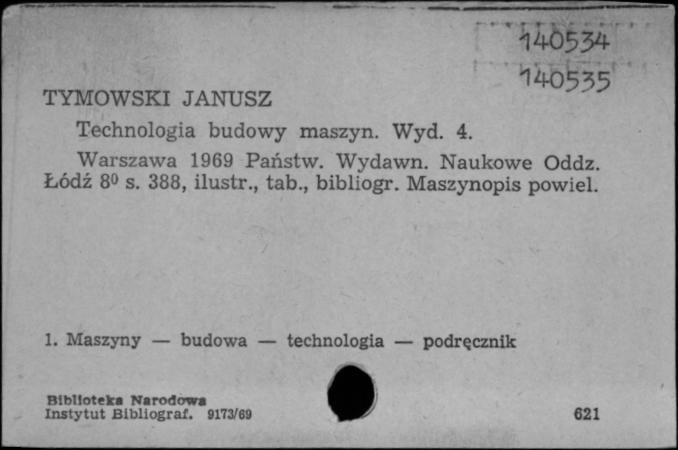 140534
140535
TYMOWSKI JANUSZ
Technologia budowy maszyn. Wyd. 4.
Warszawa 1969 Państw. Wydawn. Naukowe Oddz.
Łódź 8⁰ s. 388, ilustr., tab., bibliogr. Maszynopis powiel.
1. Maszyny — budowa — technologia — podręcznik
Biblioteka Narodowa
Instytut Bibliograf. 9173/69
621